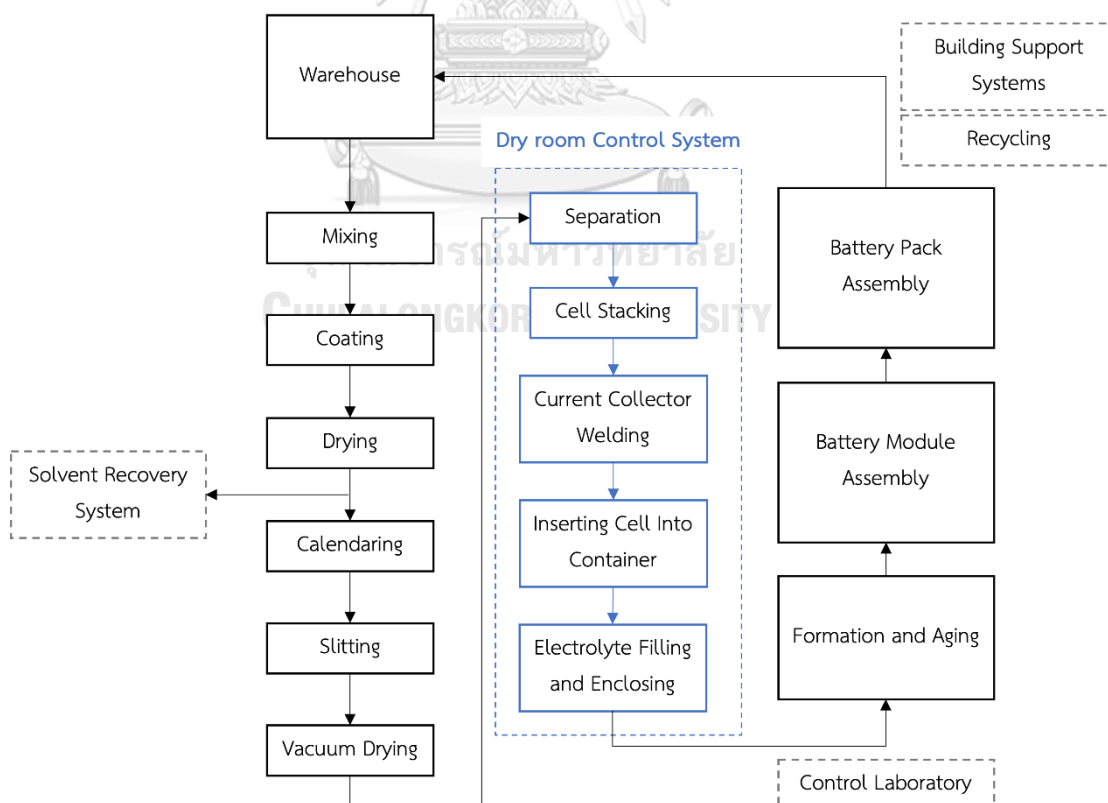 Warehouse
Mixing
Coating
Drying
Solvent Recovery
System
Calendaring
Slitting
Vacuum Drying
Dry room Control System
Separation
Cell Stacking
Current Collector
Welding
Inserting Cell Into
Container
Electrolyte Filling
and Enclosing
Building Support
Systems
Recycling
Battery Pack
Assembly
Battery Module
Assembly
Formation and Aging
Control Laboratory